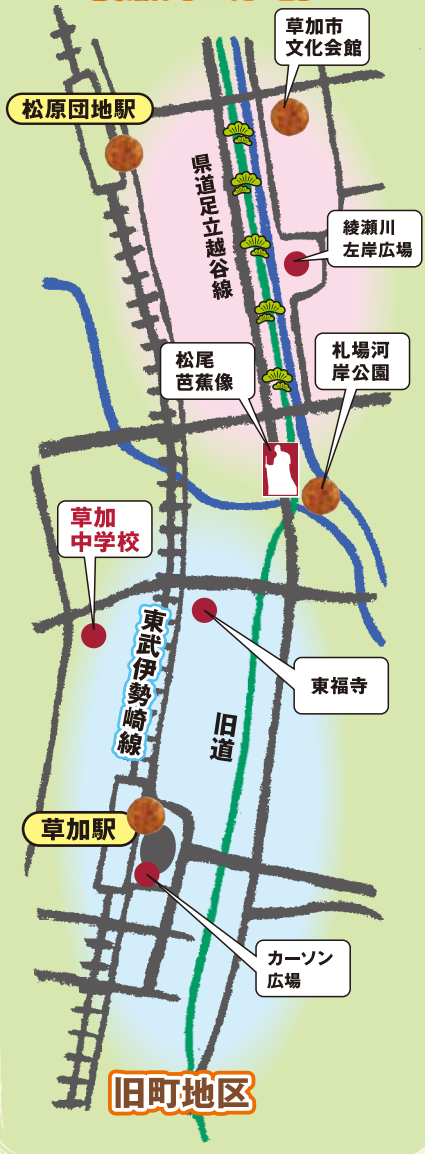 草加市
文化会館
松原団地駅
県道足立越谷線
綾瀬川
左岸広場
松尾
芭蕉像
札場河
岸公園
草加
中学校
東武伊勢崎線
東福寺
旧道
草加駅
カーソン
広場
旧町地区